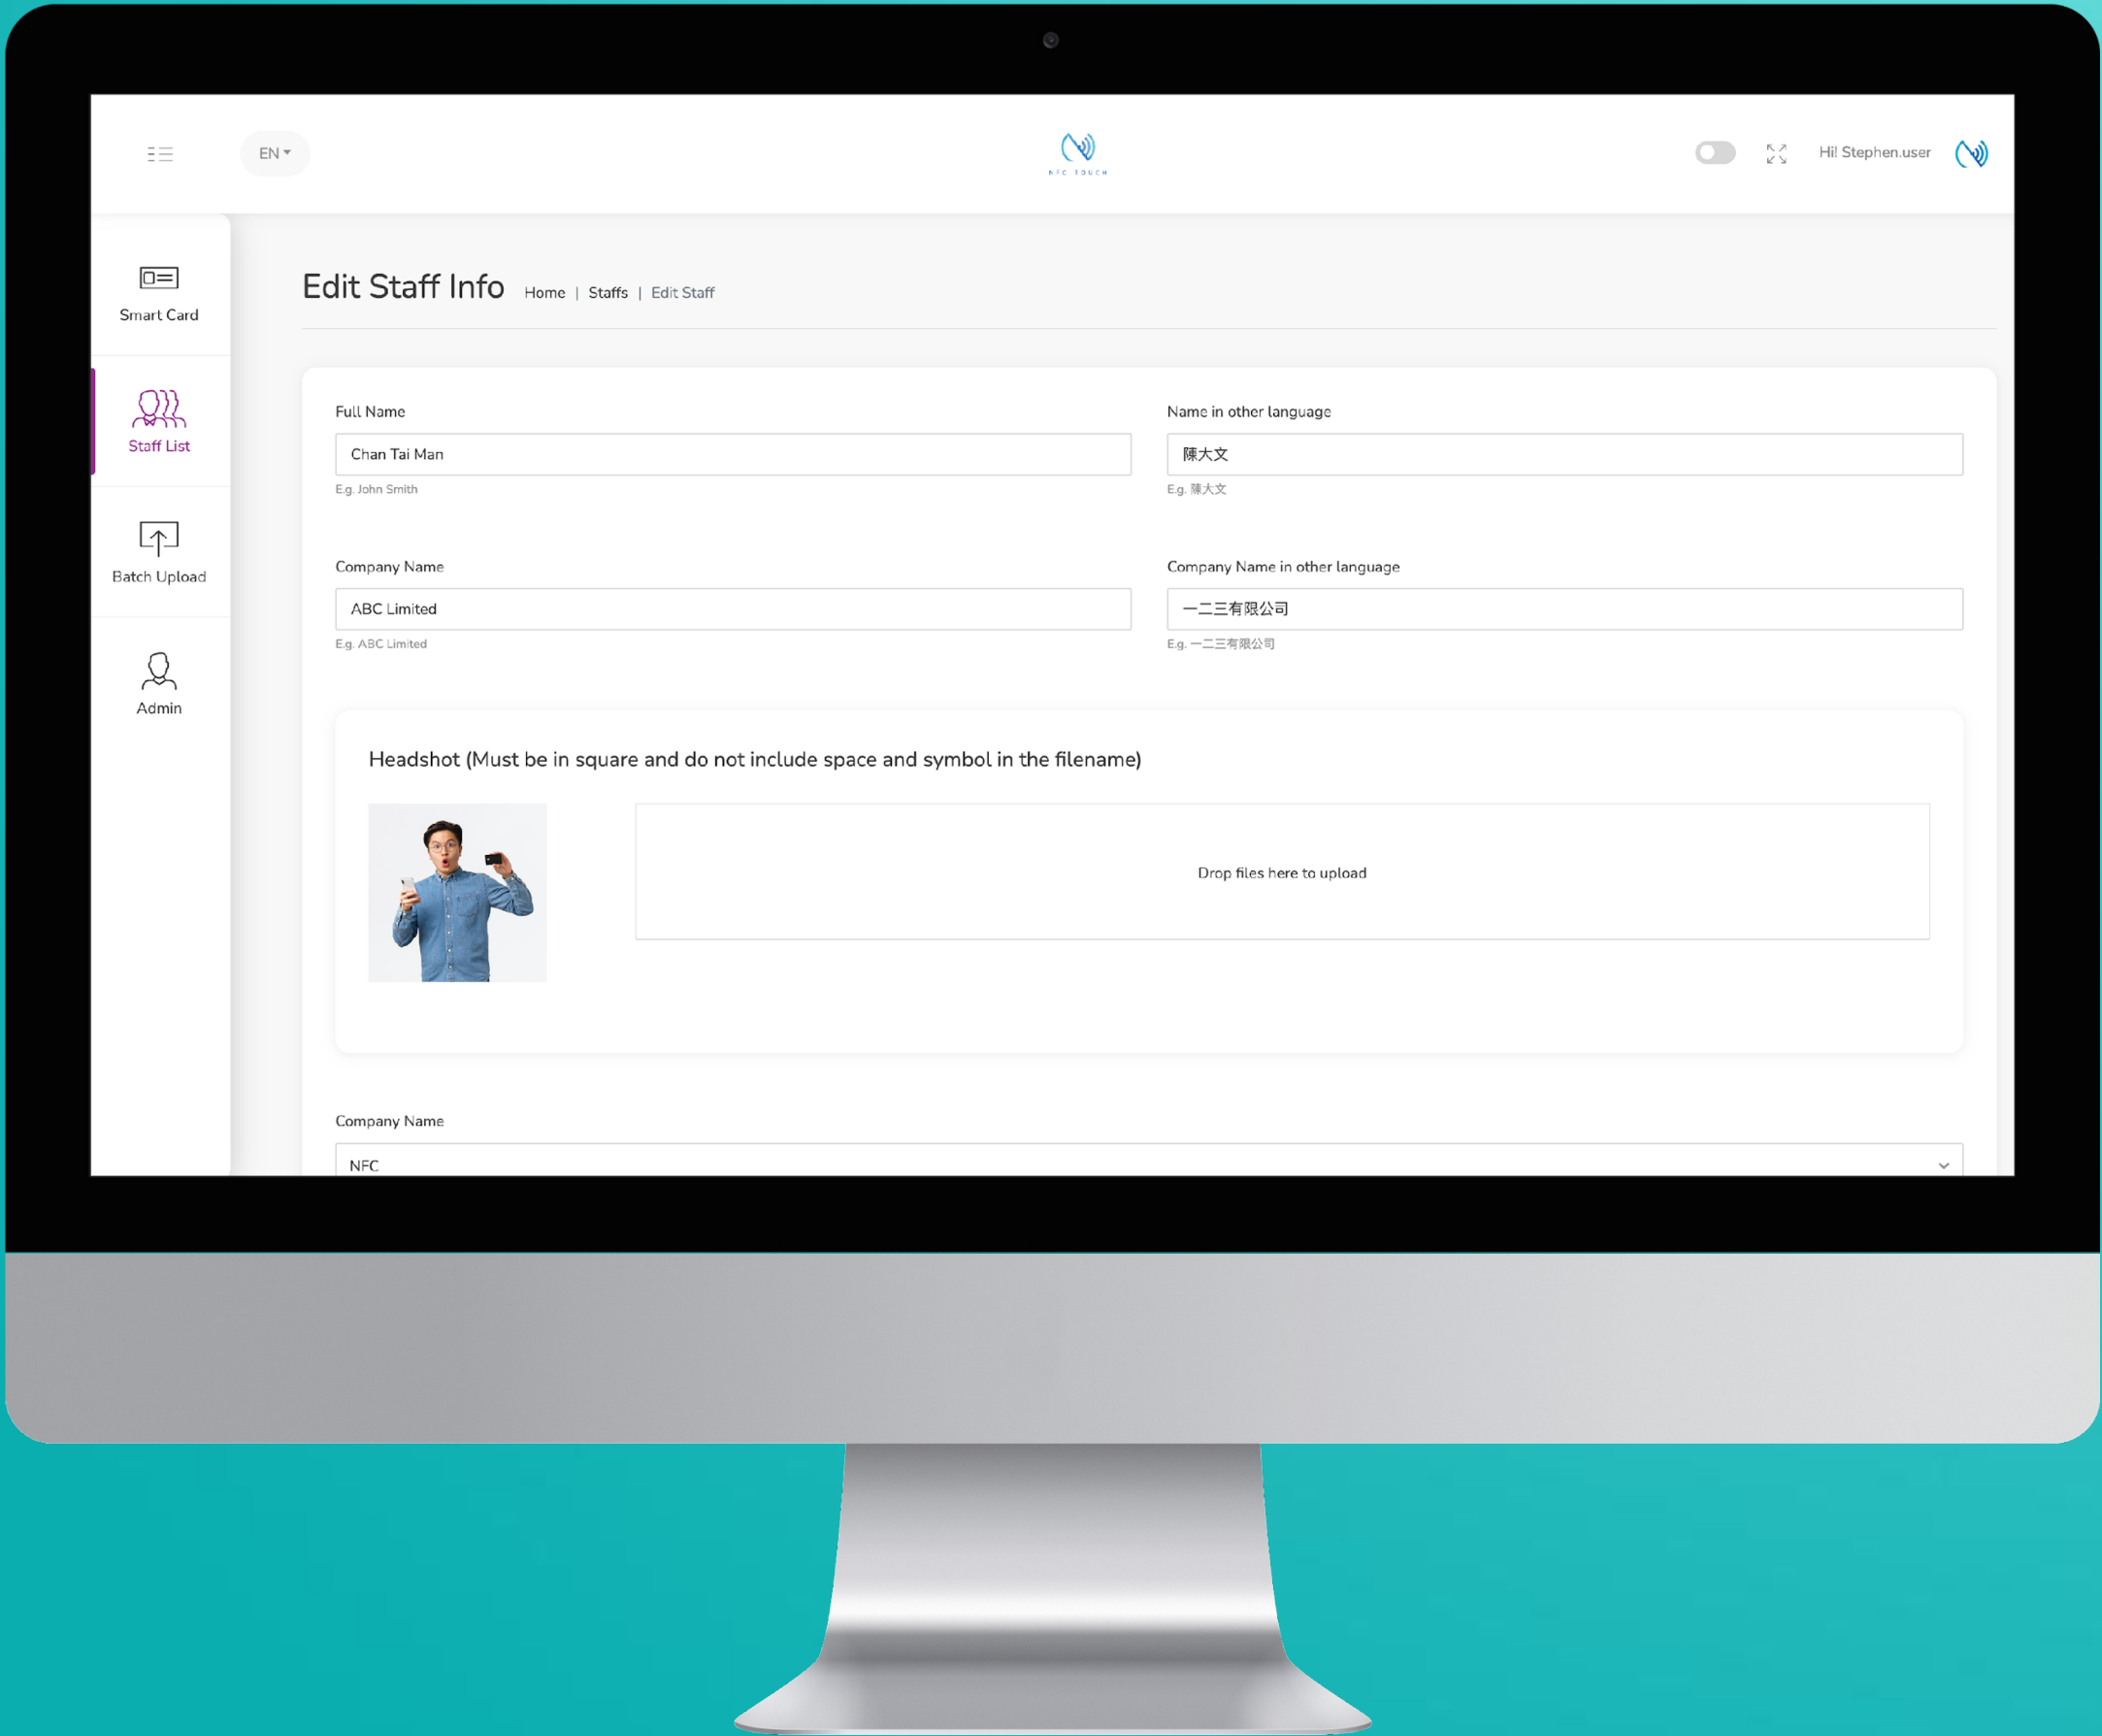 EN
NFC TOUCH
Hi! Stephen.user
Smart Card
Staff List
Batch Upload
Admin
Edit Staff Info Home | Staffs | Edit Staff
Full Name
Name in other language
Chan Tai Man
陳大文
E.g. John Smith
E.g. 陳大文
Company Name
Company Name in other language
ABC Limited
一二三有限公司
E.g. ABC Limited
E.g. 一二三有限公司
Headshot (Must be in square and do not include space and symbol in the filename)
Drop files here to upload
Company Name
NFC